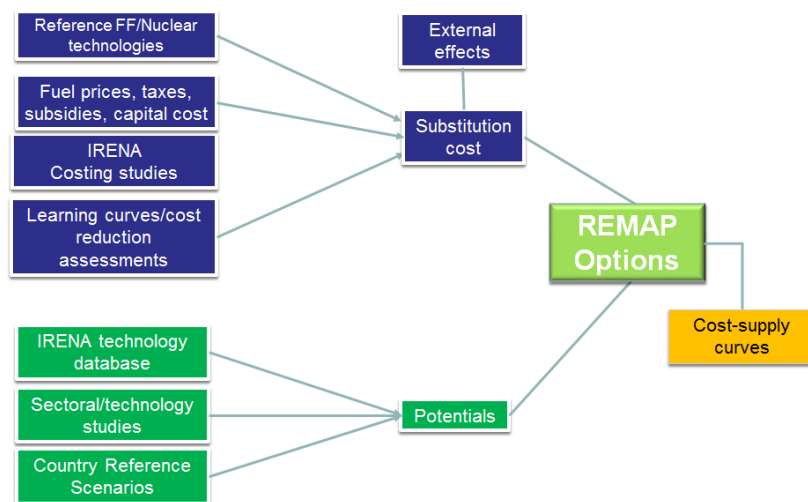 Reference FF/Nuclear
technologies
External
effects
Fuel prices, taxes,
subsidies, capital cost
Substitution
cost
IRENA
Costing studies
Learning curves/cost
reduction
assessments
REMAP
Options
Cost-supply
curves
IRENA technology
database
Sectoral/technology
studies
Potentials
Country Reference
Scenarios